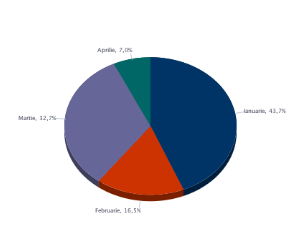 Aprilie, 7,0%
Ianuarie, 43,7%
Martie, 32,7%
Februarie, 16,5%